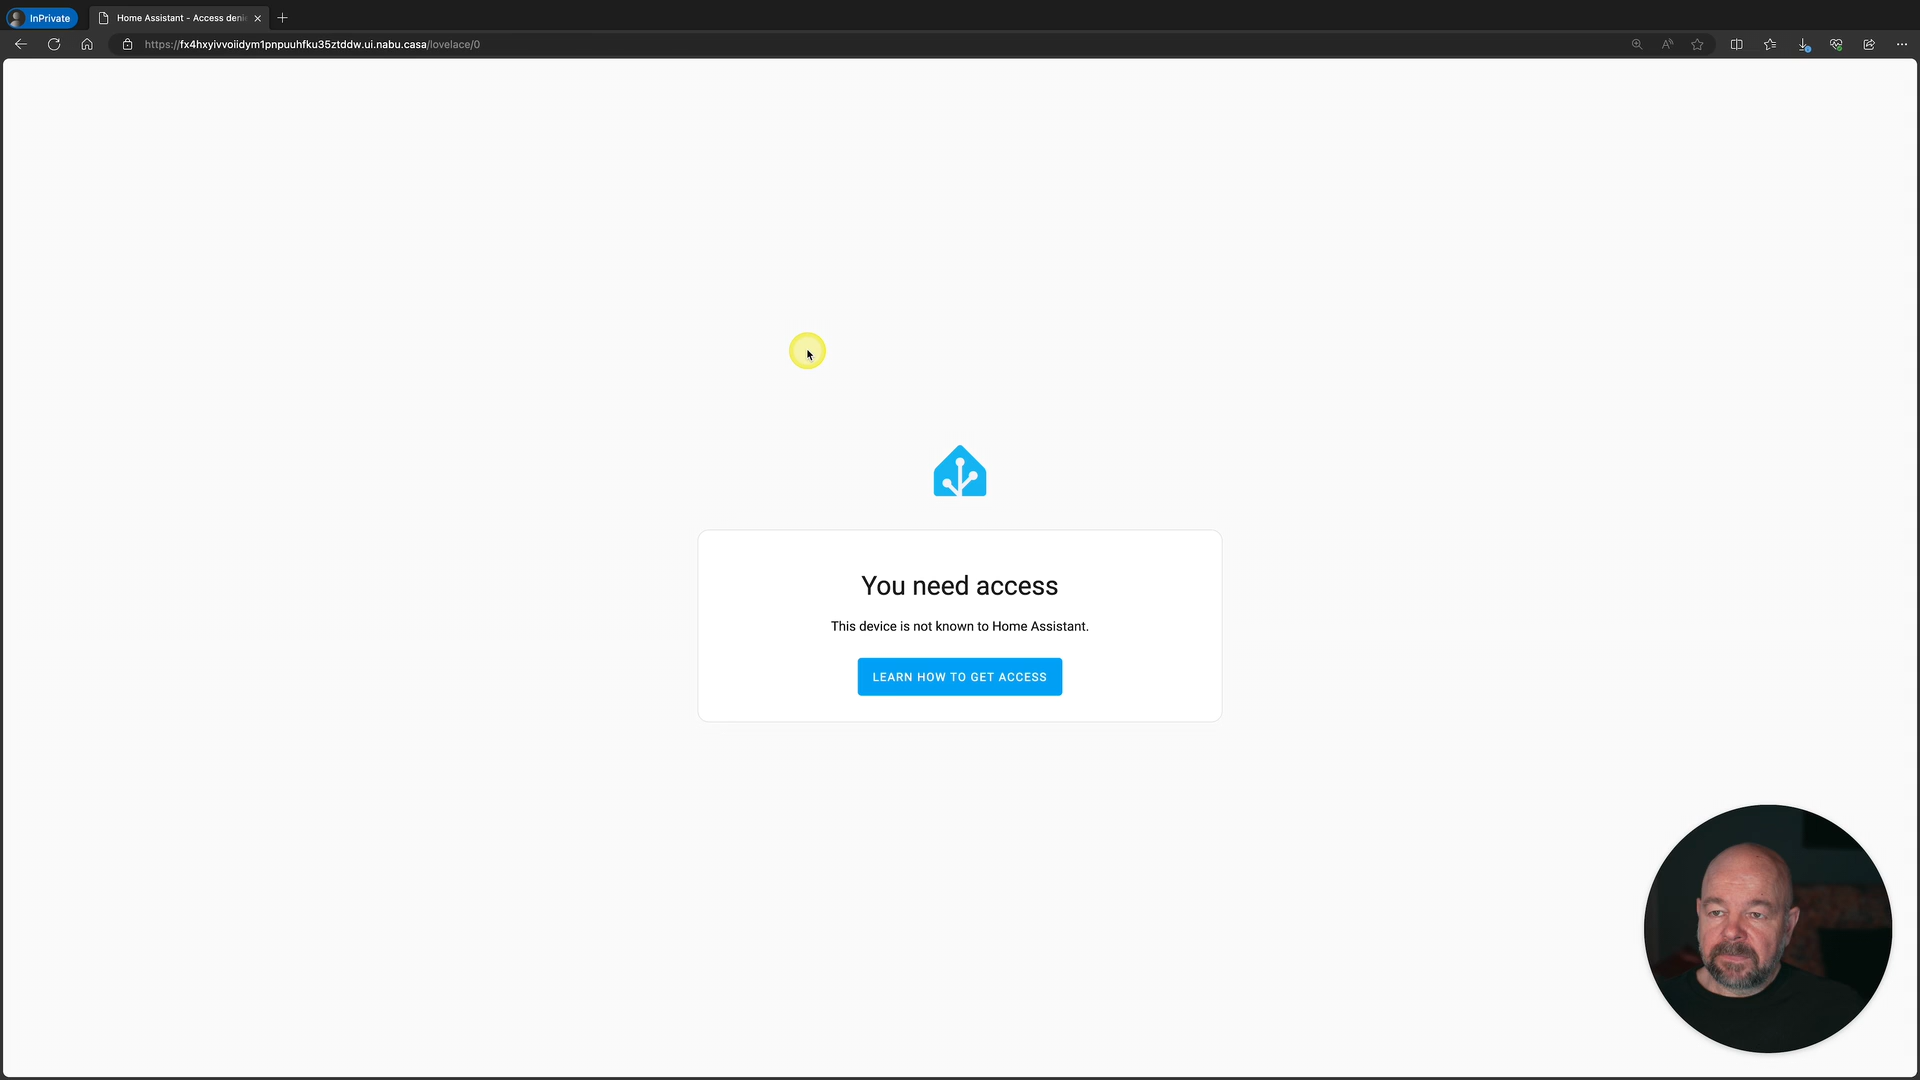 InPrivate
Home Assistant - Access deni
https://fx4hxyivvoiidym1pnpuuhfku35ztddw.ui.nabu.casa/lovelace/0
You need access
This device is not known to Home Assistant.
LEARN HOW TO GET ACCESS